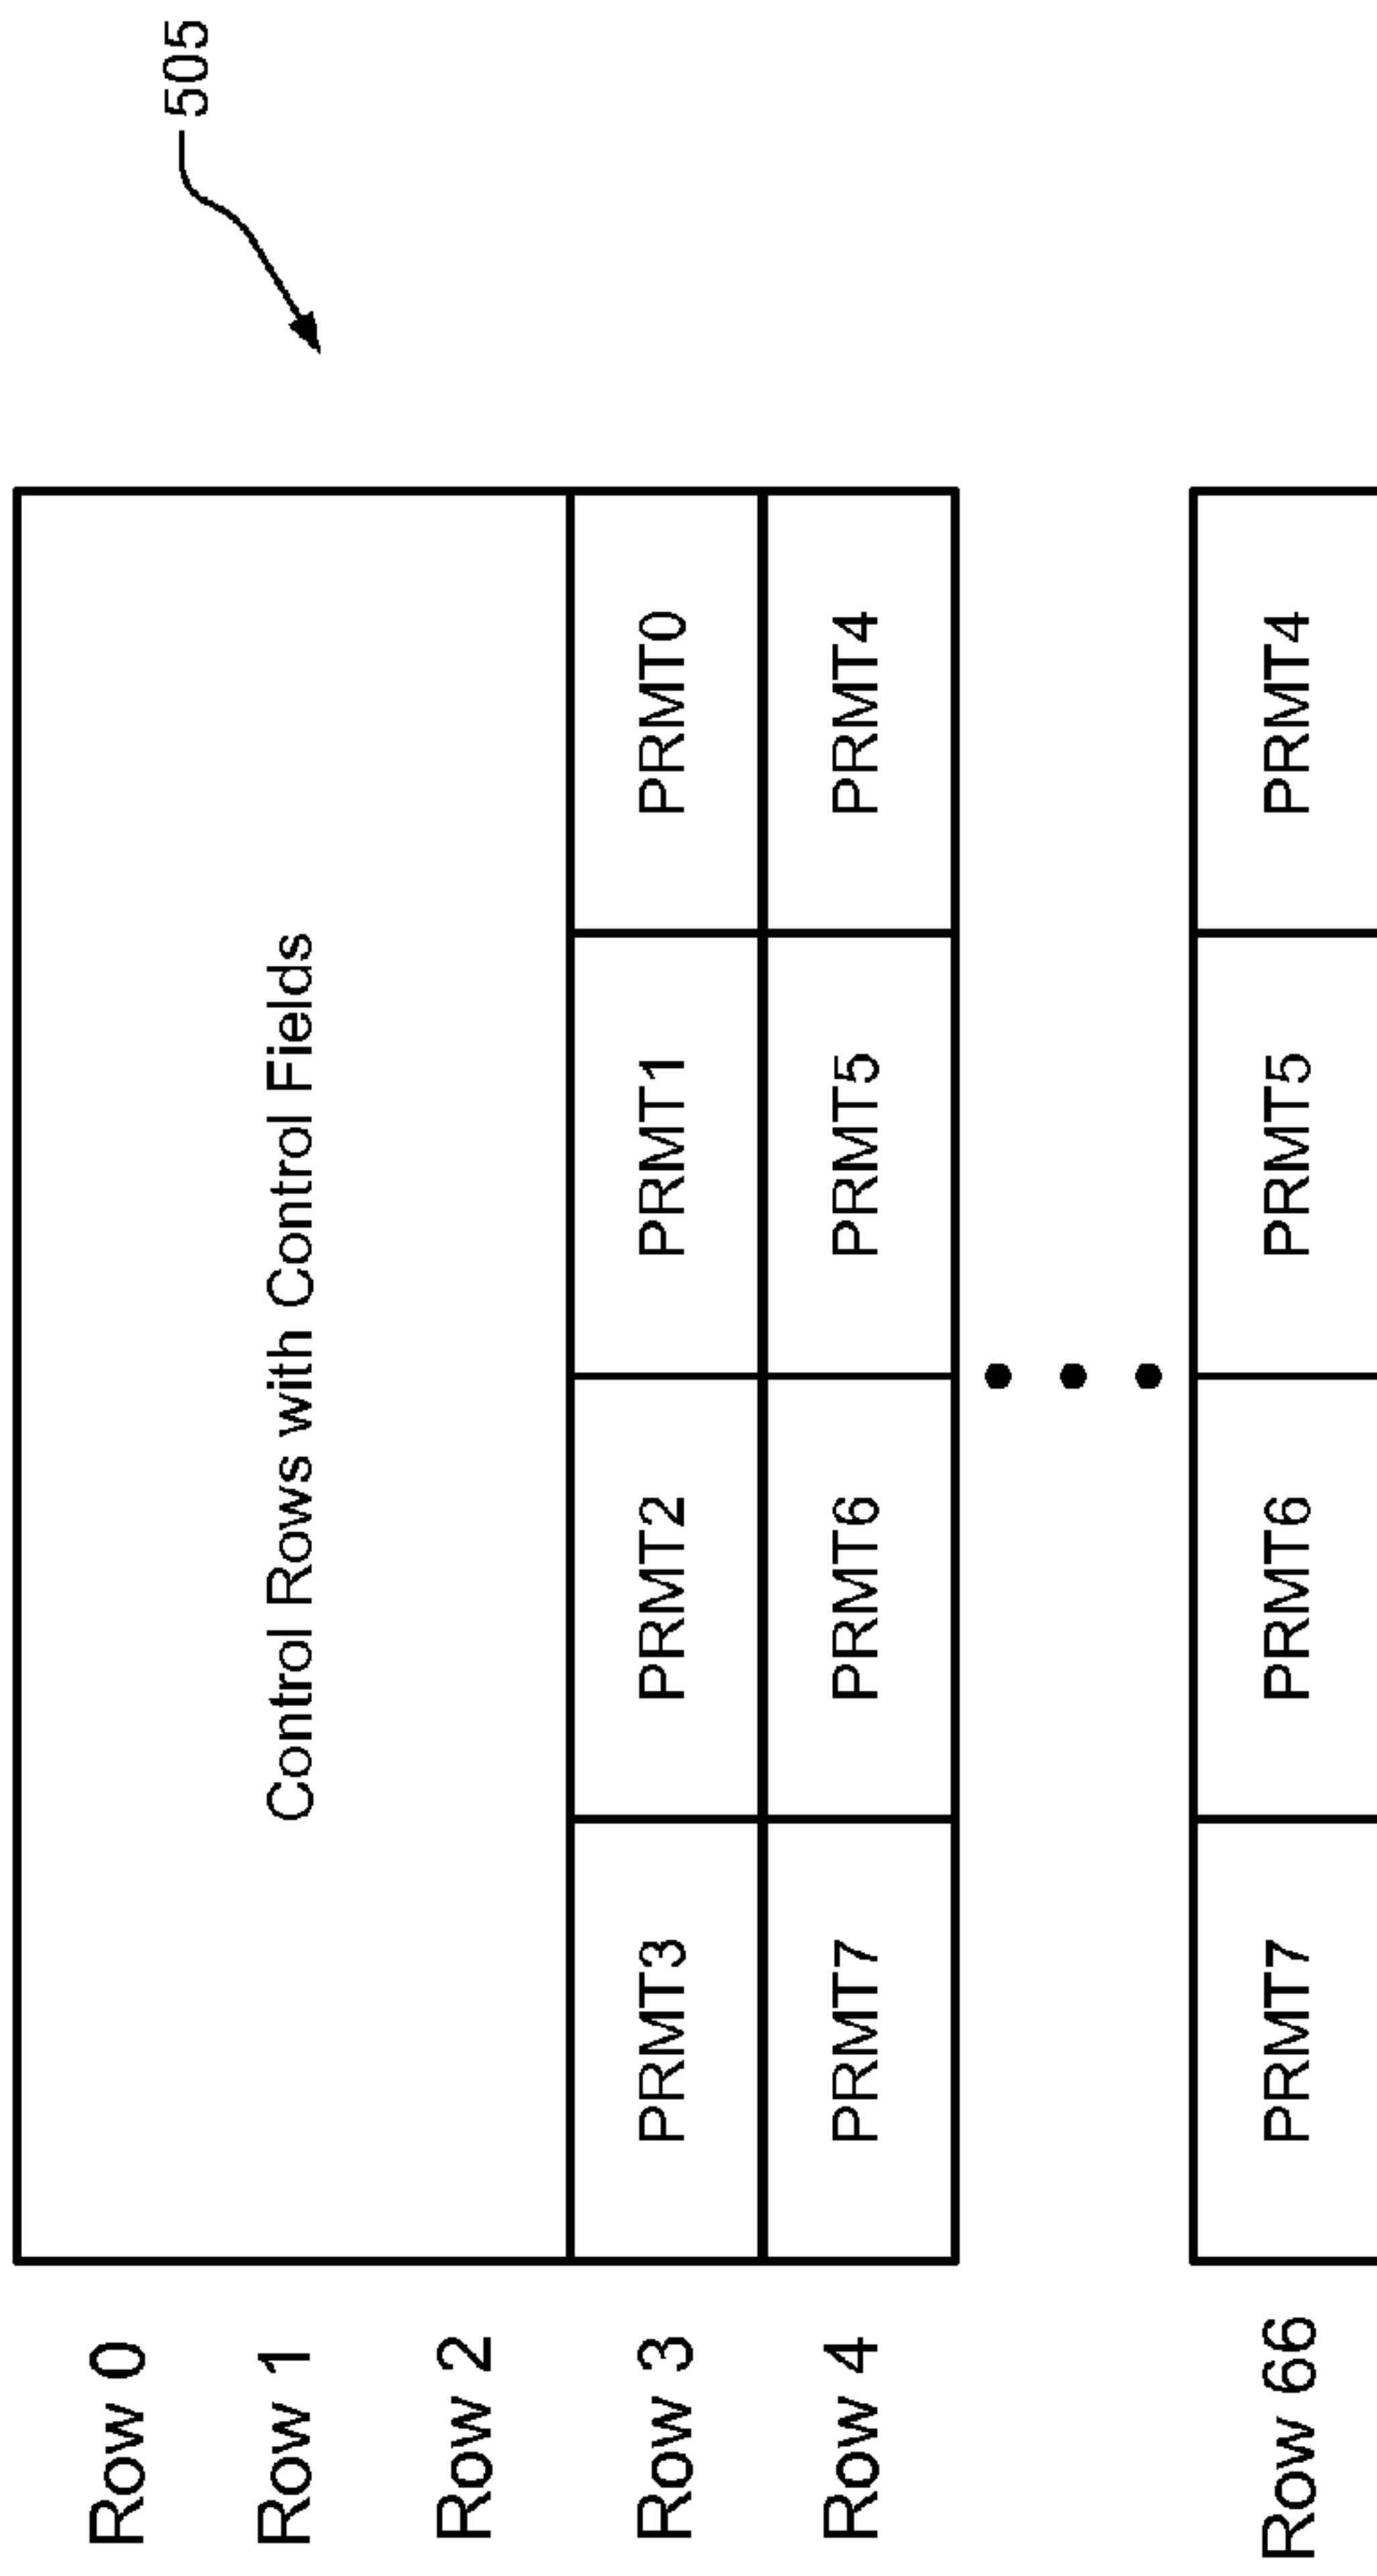 505
Row 0
Row 1
Control Rows with Control Fields
Row 2
Row 3 PRMT3 PRMT2 PRMT1 PRMT0
Row 4 PRMT7 PRMT6 PRMT5 PRMT4
Row 66 PRMT7 PRMT6 PRMT5 PRMT4